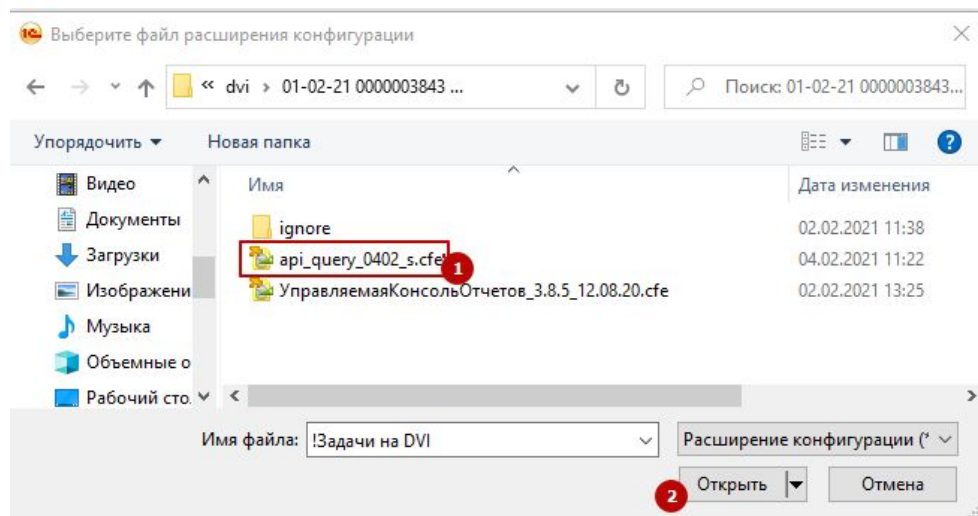 1С Выберите файл расширения конфигурации
« dvi › 01-02-21 0000003843 ...
Поиск: 01-02-21 0000003843...
Упорядочить Новая папка
Имя Дата изменения
Видео
Документы
Загрузки
Изображени
Музыка
Объемные о
Рабочий сто.
ignore 02.02.2021 11:38
api_query_0402_s.cfe 04.02.2021 11:22
1
УправляемаяКонсольОтчетов_3.8.5_12.08.20.cfe 02.02.2021 13:25
Имя файла: !Задачи на DVI
Расширение конфигурации (*
2
Открыть Отмена